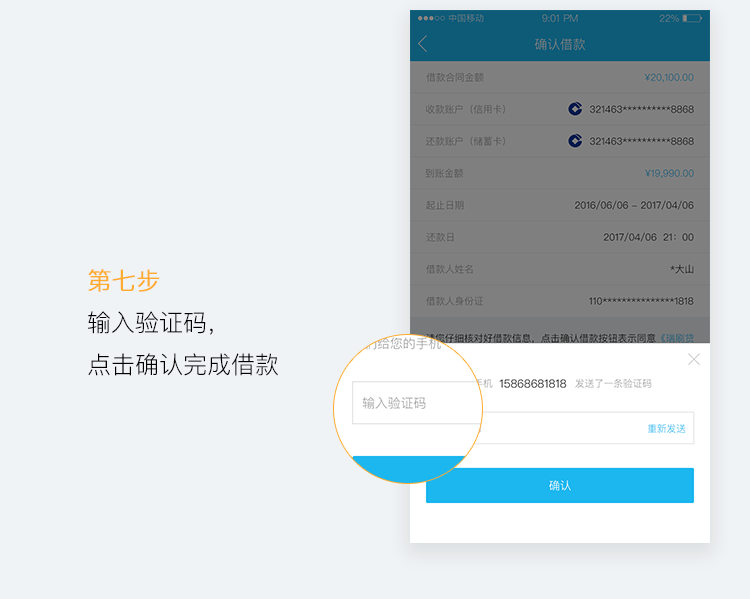 中国移动 9:01 PM 22%
确认借款
借款合同金额 ¥20,100.00
收款账户（信用卡） 321463**********8868
还款账户（储蓄卡） 321463**********8868
到账金额 ¥19,990.00
起止日期 2016/06/06 – 2017/04/06
还款日 2017/04/06 21：00
借款人姓名 *大山
借款人身份证 110***************1818
第七步
输入验证码，
点击确认完成借款
请您仔细核对好借款信息，点击确认借款按钮表示同意《瑞刷贷
们给您的手机
手机 15868681818 发送了一条验证码
输入验证码
重新发送
确认